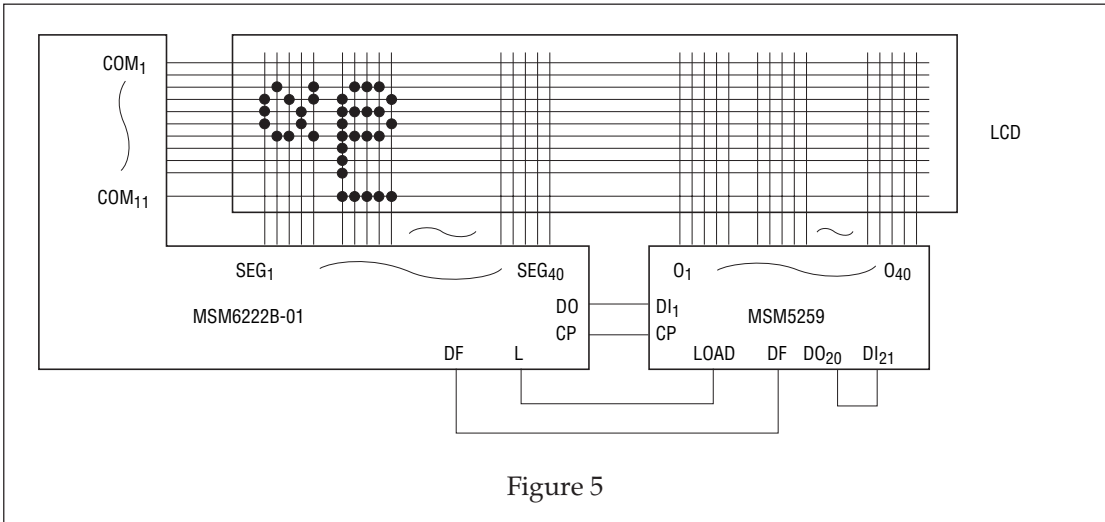 COM1
LCD
COM11
SEG1 SEG40 O1 O40
DO DI1
MSM6222B-01 MSM5259
CP CP
DF L LOAD DF DO20 DI21
Figure 5